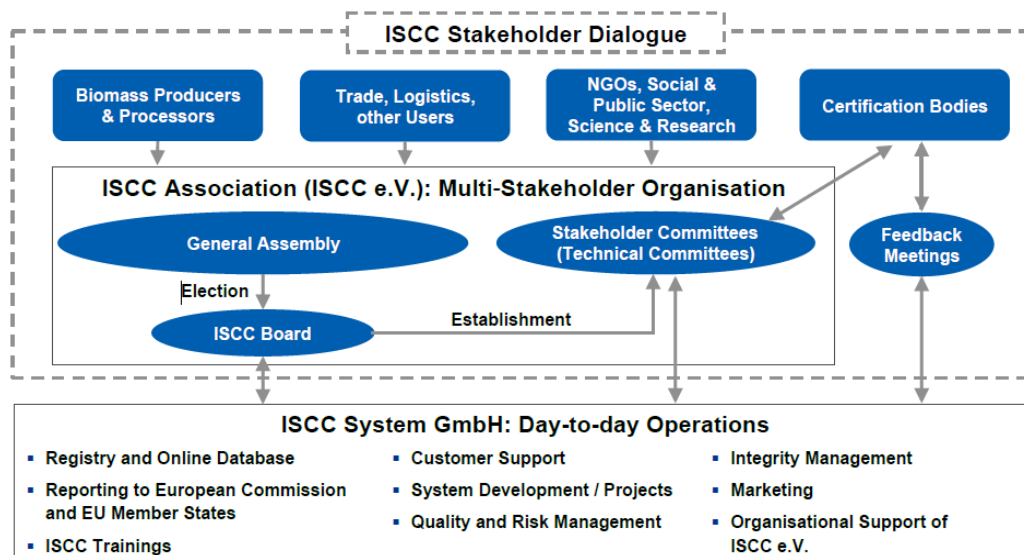 ISCC Stakeholder Dialogue
Biomass Producers
& Processors
Trade, Logistics,
other Users
NGOs, Social &
Public Sector,
Science & Research
Certification Bodies
ISCC Association (ISCC e.V.): Multi-Stakeholder Organisation
General Assembly
Stakeholder Committees
(Technical Committees)
Feedback
Meetings
Election
ISCC Board
Establishment
ISCC System GmbH: Day-to-day Operations
▪ Registry and Online Database
▪ Reporting to European Commission
and EU Member States
▪ ISCC Trainings
▪ Customer Support
▪ System Development / Projects
▪ Quality and Risk Management
▪ Integrity Management
▪ Marketing
▪ Organisational Support of
ISCC e.V.